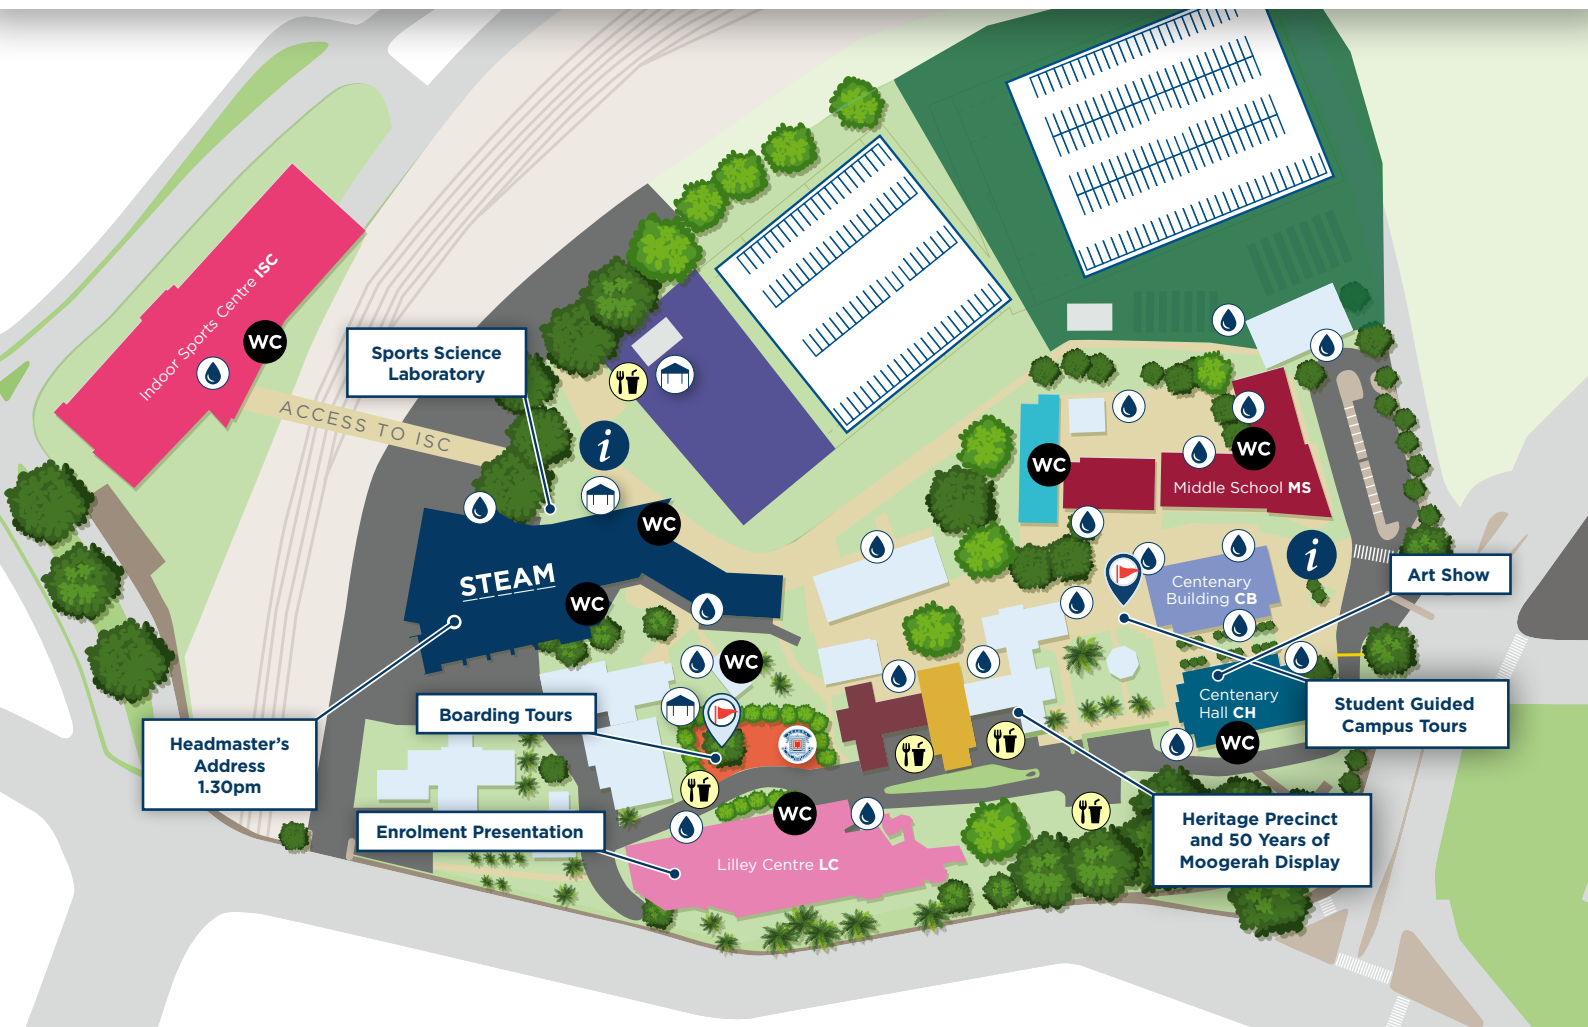 Indoor Sports Centre ISC
WC
ACCESS TO ISC
Sports Science
Laboratory
i
WC
STEAM
WC
WC
Middle School MS
WC
i
Centenary
Building CB
Art Show
Centenary
Hall CH
WC
Student Guided
Campus Tours
WC
Boarding Tours
Headmaster's
Address
1.30pm
Enrolment Presentation
WC
Lilley Centre LC
Heritage Precinct
and 50 Years of
Moogerah Display